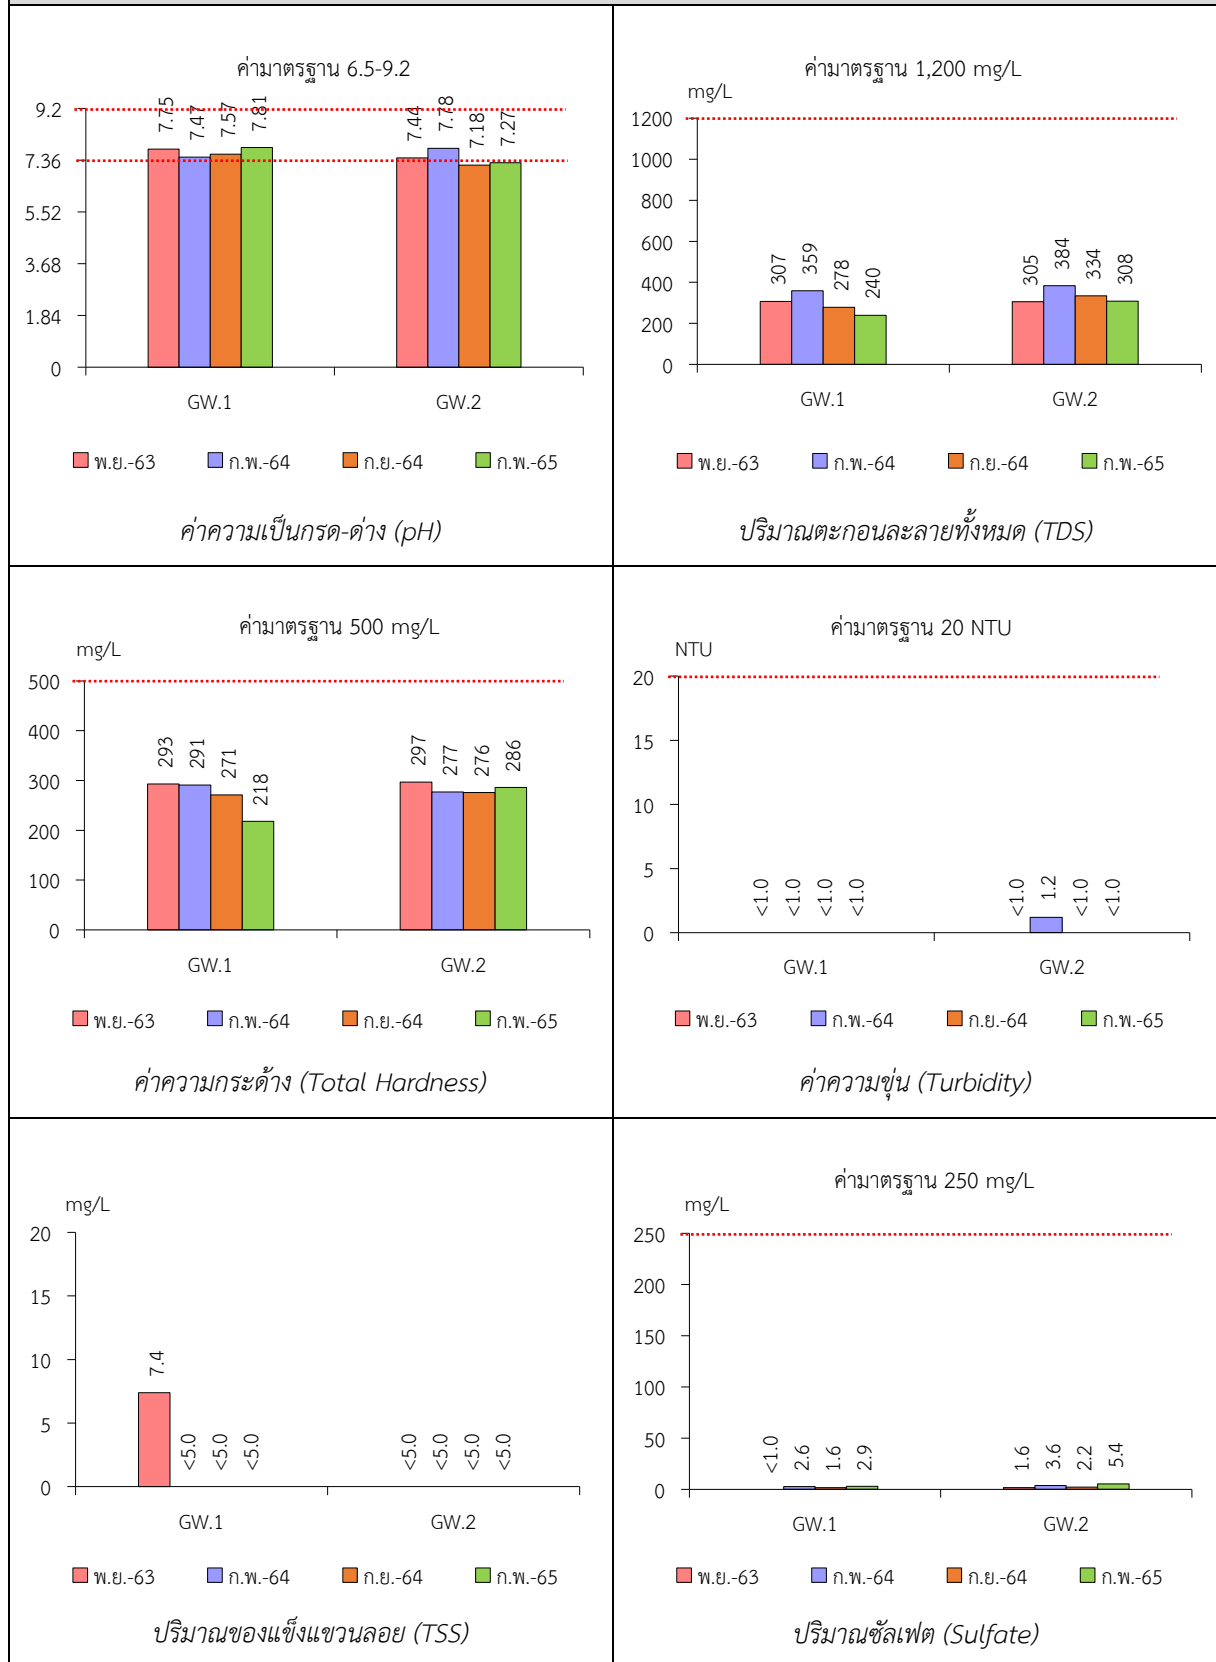 ค่ามาตรฐาน 6.5-9.2
9.2
7.36
5.52
3.68
1.84
0
7.75
7.47
7.57
7.81
7.44
7.78
7.18
7.27
GW.1
GW.2
พ.ย.-63 ก.พ.-64 ก.ย.-64 ก.พ.-65
ค่าความเป็นกรด-ด่าง (pH)
ค่ามาตรฐาน 1,200 mg/L
mg/L
1200
1000
800
600
400
200
0
307
359
278
240
305
384
334
308
GW.1
GW.2
พ.ย.-63 ก.พ.-64 ก.ย.-64 ก.พ.-65
ปริมาณตะกอนละลายทั้งหมด (TDS)
ค่ามาตรฐาน 500 mg/L
mg/L
500
400
300
200
100
0
293
291
271
218
297
277
276
286
GW.1
GW.2
พ.ย.-63 ก.พ.-64 ก.ย.-64 ก.พ.-65
ค่าความกระด้าง (Total Hardness)
ค่ามาตรฐาน 20 NTU
NTU
20
15
10
5
0
<1.0
<1.0
<1.0
<1.0
<1.0
1.2
<1.0
<1.0
GW.1
GW.2
พ.ย.-63 ก.พ.-64 ก.ย.-64 ก.พ.-65
ค่าความขุ่น (Turbidity)
mg/L
20
15
10
5
0
7.4
<5.0
<5.0
<5.0
<5.0
<5.0
<5.0
<5.0
GW.1
GW.2
พ.ย.-63 ก.พ.-64 ก.ย.-64 ก.พ.-65
ปริมาณของแข็งแขวนลอย (TSS)
ค่ามาตรฐาน 250 mg/L
mg/L
250
200
150
100
50
0
<1.0
2.6
1.6
2.9
1.6
3.6
2.2
5.4
GW.1
GW.2
พ.ย.-63 ก.พ.-64 ก.ย.-64 ก.พ.-65
ปริมาณซัลเฟต (Sulfate)